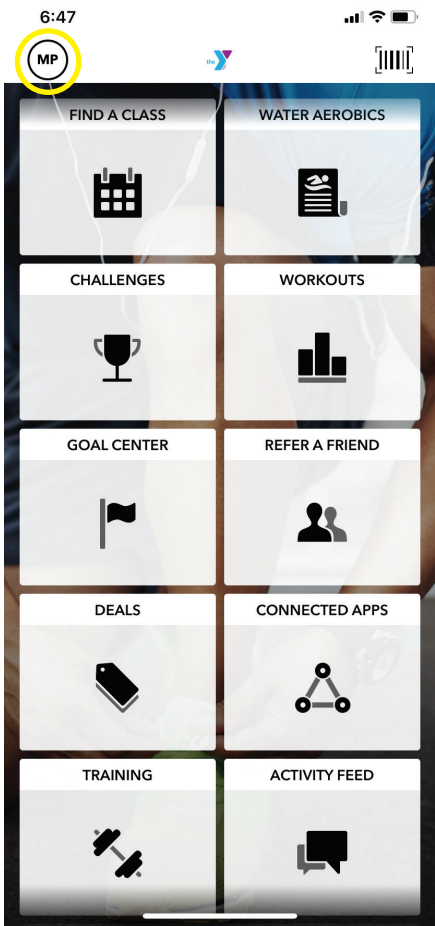 6:47
MP
the
FIND A CLASS
WATER AEROBICS
CHALLENGES
WORKOUTS
GOAL CENTER
REFER A FRIEND
DEALS
CONNECTED APPS
TRAINING
ACTIVITY FEED